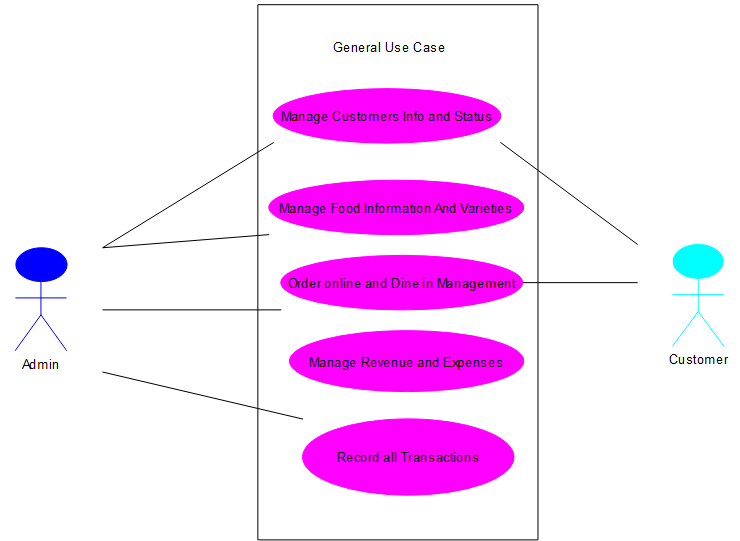 General Use Case
Manage Customers Info and Status
Manage Food Information And Varieties
Order online and Dine in Management
Manage Revenue and Expenses
Record all Transactions
Admin
Customer